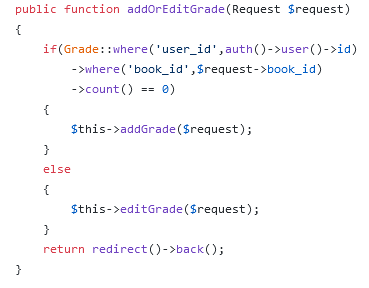 public function addOrEditGrade(Request $request)
{
    if(Grade::where('user_id',auth()->user()->id)
        ->where('book_id',$request->book_id)
        ->count() == 0)
    {
        $this->addGrade($request);
    }
    else
    {
        $this->editGrade($request);
    }
    return redirect()->back();
}